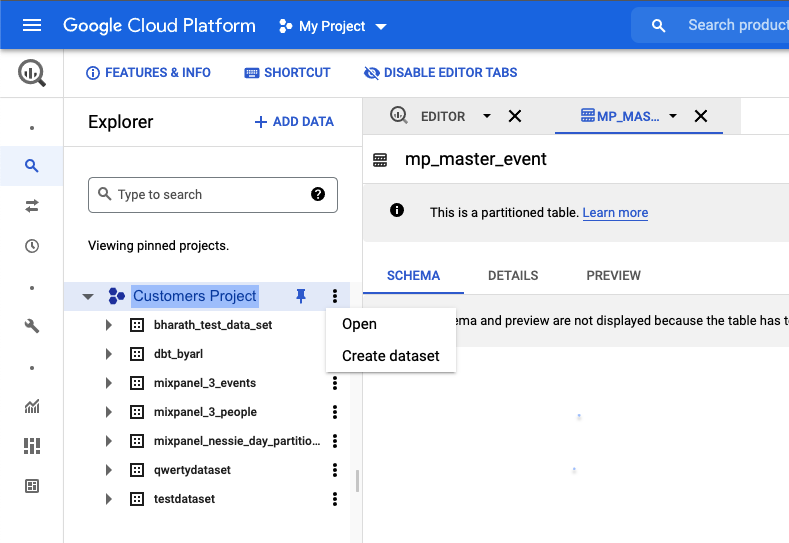 Google Cloud Platform
My Project
Search product
FEATURES & INFO
SHORTCUT
DISABLE EDITOR TABS
Explorer
+ ADD DATA
EDITOR
MP_MAS...
Type to search
mp_master_event
This is a partitioned table. Learn more
Viewing pinned projects.
SCHEMA
DETAILS
PREVIEW
Customers Project
Open
Create dataset
ema and preview are not displayed because the table has t
bharath_test_data_set
dbt_byarl
mixpanel_3_events
mixpanel_3_people
mixpanel_nessie_day_partitio...
qwertydataset
testdataset